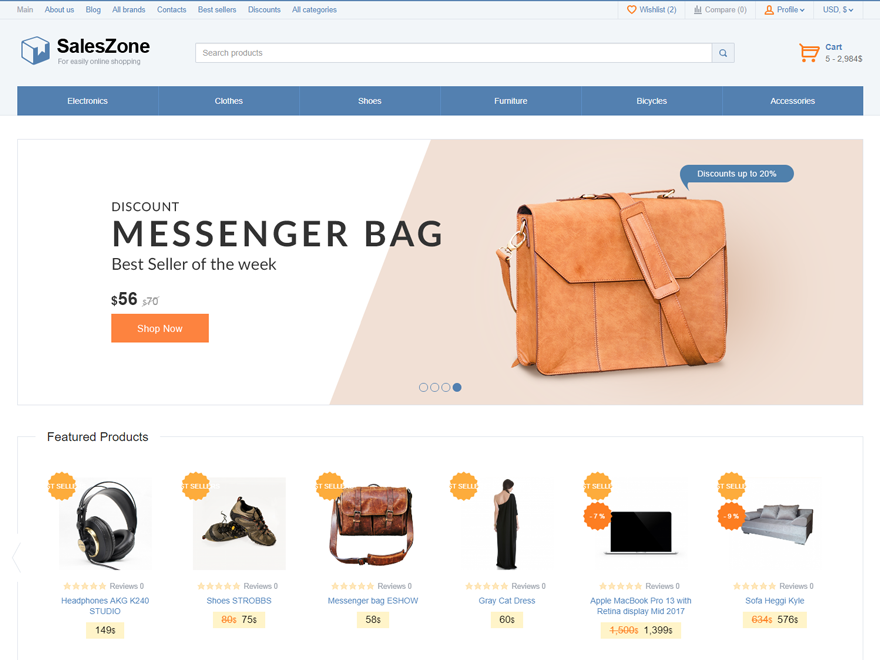 Main About us Blog All brands Contacts Best sellers Discounts All categories Wishlist (2) Compare (0) Profile USD, $
SalesZone
For easily online shopping
Search products
Cart
5 - 2,984$
Electronics Clothes Shoes Furniture Bicycles Accessories
Discounts up to 20%
DISCOUNT
MESSENGER BAG
Best Seller of the week
$56 $70
Shop Now
Featured Products
ST SELLE ST SELLE ST SELLE ST SELLE ST SELLE ST SELLE
- 7 % - 9 %
Reviews 0 Reviews 0 Reviews 0 Reviews 0 Reviews 0 Reviews 0
Headphones AKG K240 STUDIO
149$
Shoes STROBBS
80$ 75$
Messenger bag ESHOW
58$
Gray Cat Dress
60$
Apple MacBook Pro 13 with
Retina display Mid 2017
1,500$ 1,399$
Sofa Heggi Kyle
634$ 576$